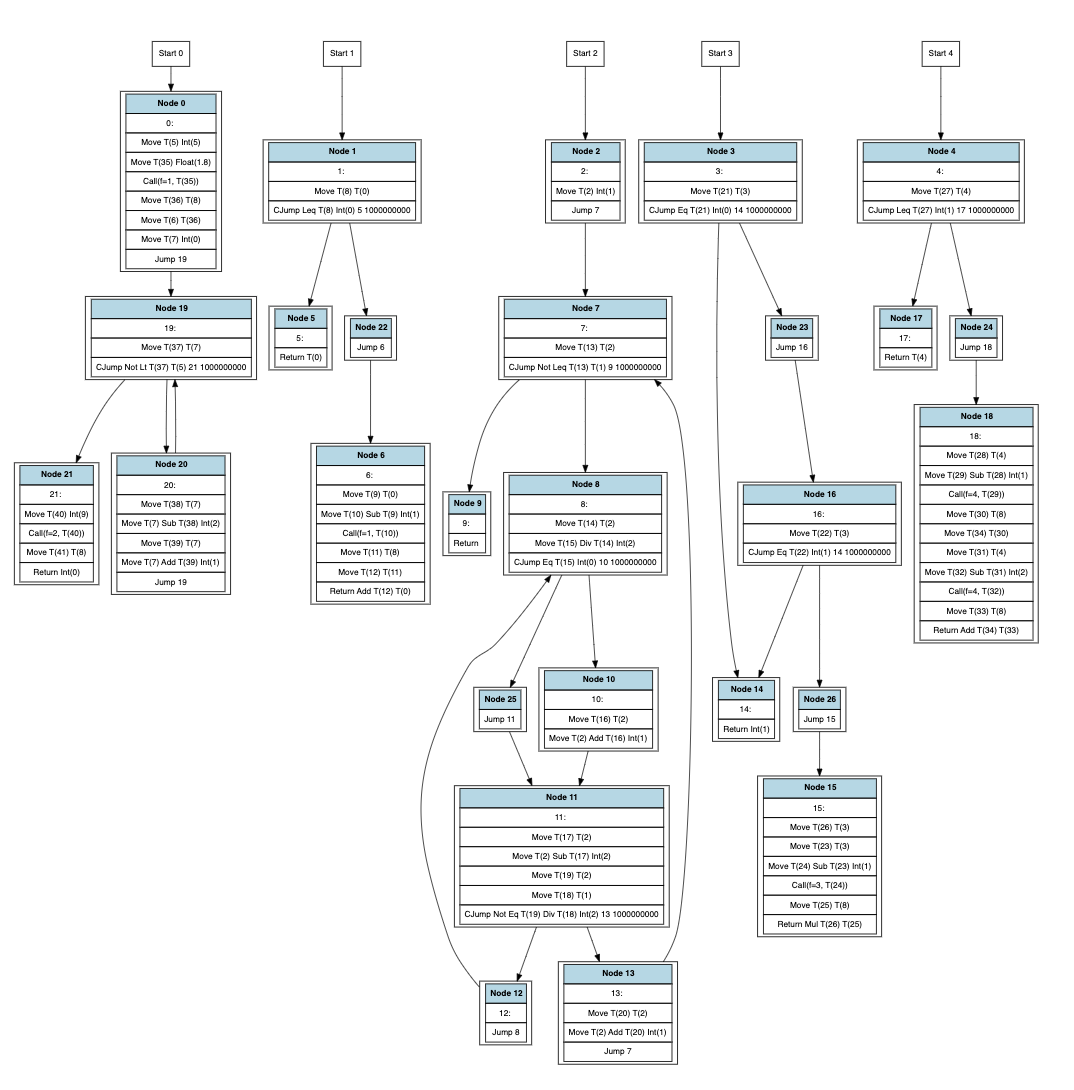 Start 0
Start 1
Start 2
Start 3
Start 4
Node 0
0:
Move T(5) Int(5)
Move T(35) Float(1.8)
Call(f=1, T(35))
Move T(36) T(8)
Move T(6) T(36)
Move T(7) Int(0)
Jump 19
Node 1
1:
Move T(8) T(0)
CJump Leq T(8) Int(0) 5 1000000000
Node 2
2:
Move T(2) Int(1)
Jump 7
Node 3
3:
Move T(21) T(3)
CJump Eq T(21) Int(0) 14 1000000000
Node 4
4:
Move T(27) T(4)
CJump Leq T(27) Int(1) 17 1000000000
Node 19
19:
Move T(37) T(7)
CJump Not Lt T(37) T(5) 21 1000000000
Node 5
5:
Return T(0)
Node 22
Jump 6
Node 7
7:
Move T(13) T(2)
CJump Not Leq T(13) T(1) 9 1000000000
Node 23
Jump 16
Node 17
17:
Return T(4)
Node 24
Jump 18
Node 21
21:
Move T(40) Int(9)
Call(f=2, T(40))
Move T(41) T(8)
Return Int(0)
Node 20
20:
Move T(38) T(7)
Move T(7) Sub T(38) Int(2)
Move T(39) T(7)
Move T(7) Add T(39) Int(1)
Jump 19
Node 6
6:
Move T(9) T(0)
Move T(10) Sub T(9) Int(1)
Call(f=1, T(10))
Move T(11) T(8)
Move T(12) T(11)
Return Add T(12) T(0)
Node 9
9:
Return
Node 8
8:
Move T(14) T(2)
Move T(15) Div T(14) Int(2)
CJump Eq T(15) Int(0) 10 1000000000
Node 16
16:
Move T(22) T(3)
CJump Eq T(22) Int(1) 14 1000000000
Node 18
18:
Move T(28) T(4)
Move T(29) Sub T(28) Int(1)
Call(f=4, T(29))
Move T(30) T(8)
Move T(34) T(30)
Move T(31) T(4)
Move T(32) Sub T(31) Int(2)
Call(f=4, T(32))
Move T(33) T(8)
Return Add T(34) T(33)
Node 25
Jump 11
Node 10
10:
Move T(16) T(2)
Move T(2) Add T(16) Int(1)
Node 14
14:
Return Int(1)
Node 26
Jump 15
Node 11
11:
Move T(17) T(2)
Move T(2) Sub T(17) Int(2)
Move T(19) T(2)
Move T(18) T(1)
CJump Not Eq T(19) Div T(18) Int(2) 13 1000000000
Node 15
15:
Move T(26) T(3)
Move T(23) T(3)
Move T(24) Sub T(23) Int(1)
Call(f=3, T(24))
Move T(25) T(8)
Return Mul T(26) T(25)
Node 12
12:
Jump 8
Node 13
13:
Move T(20) T(2)
Move T(2) Add T(20) Int(1)
Jump 7